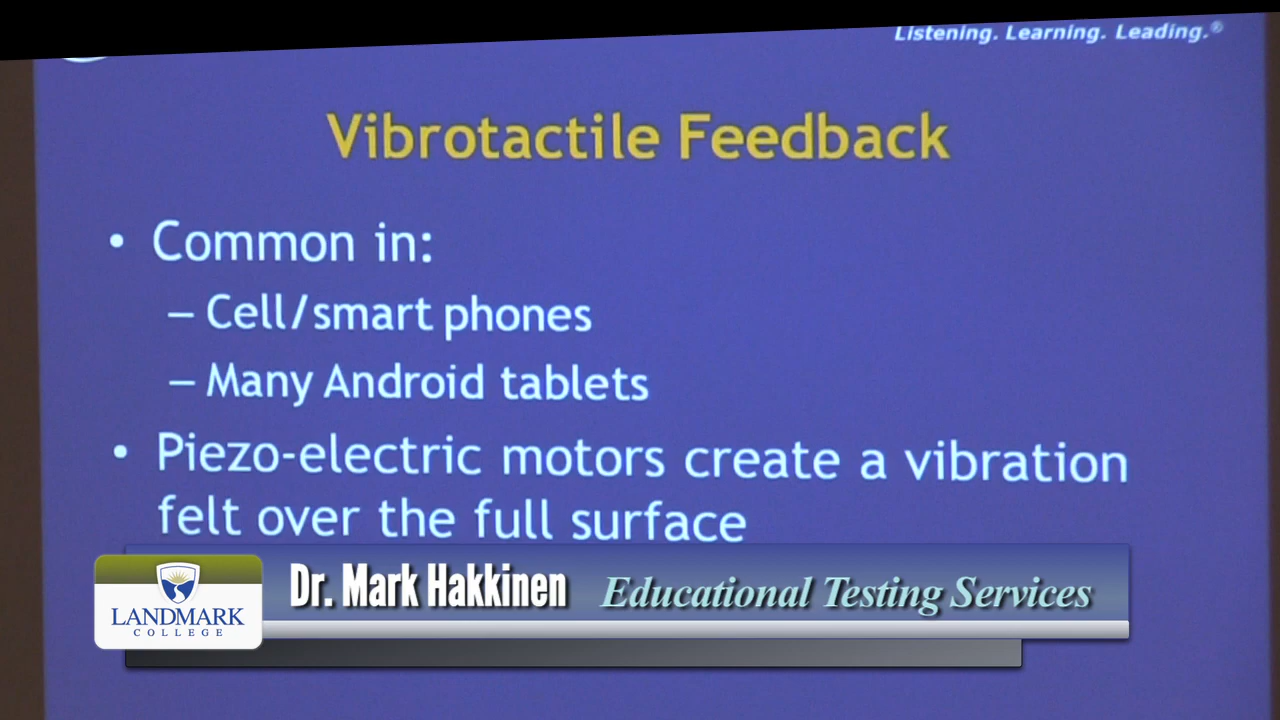 Listening. Learning. Leading.®
Vibrotactile Feedback
• Common in:
– Cell/smart phones
– Many Android tablets
• Piezo-electric motors create a vibration
felt over the full surface
Dr. Mark Hakkinen Educational Testing Services
LANDMARK
COLLEGE